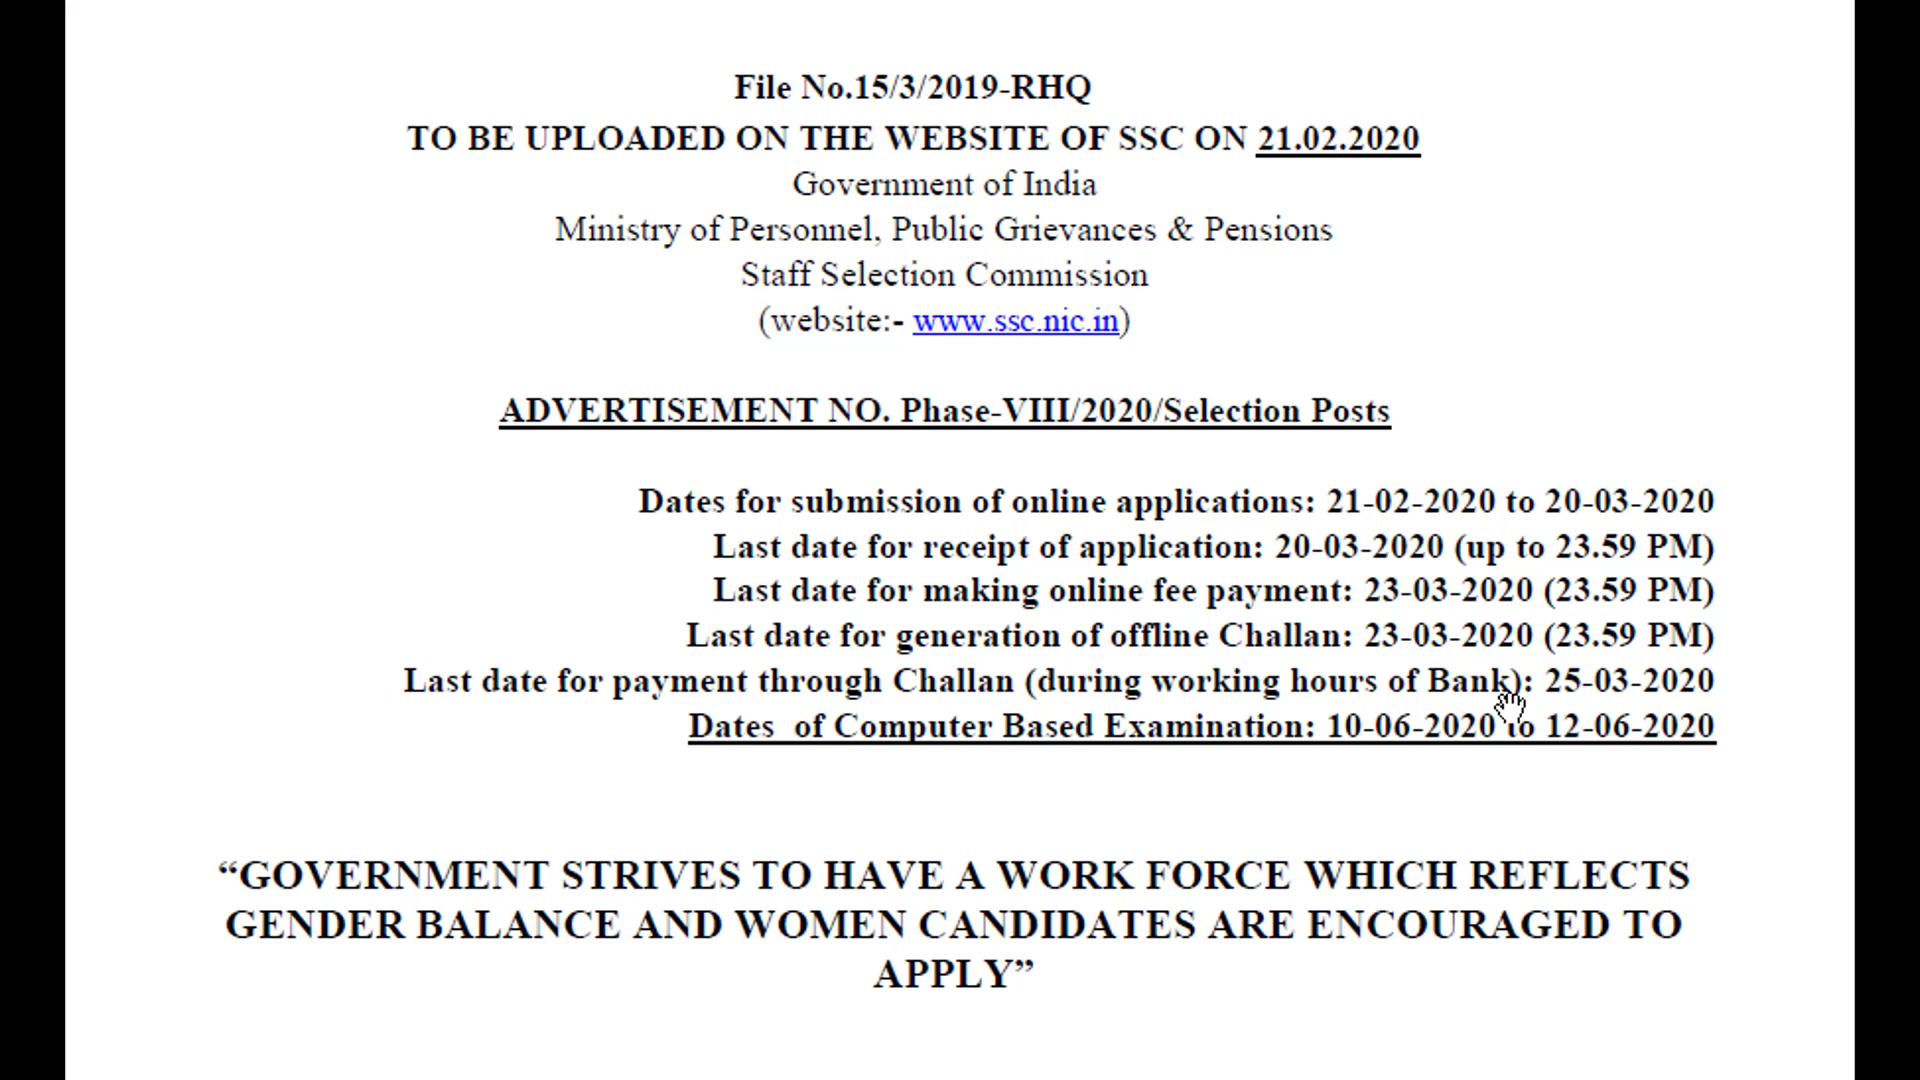 File No.15/3/2019-RHQ
TO BE UPLOADED ON THE WEBSITE OF SSC ON 21.02.2020
Government of India
Ministry of Personnel, Public Grievances & Pensions
Staff Selection Commission
(website:- www.ssc.nic.in)
ADVERTISEMENT NO. Phase-VIII/2020/Selection Posts
Dates for submission of online applications: 21-02-2020 to 20-03-2020
Last date for receipt of application: 20-03-2020 (up to 23.59 PM)
Last date for making online fee payment: 23-03-2020 (23.59 PM)
Last date for generation of offline Challan: 23-03-2020 (23.59 PM)
Last date for payment through Challan (during working hours of Bank): 25-03-2020
Dates of Computer Based Examination: 10-06-2020 to 12-06-2020
“GOVERNMENT STRIVES TO HAVE A WORK FORCE WHICH REFLECTS
GENDER BALANCE AND WOMEN CANDIDATES ARE ENCOURAGED TO
APPLY”